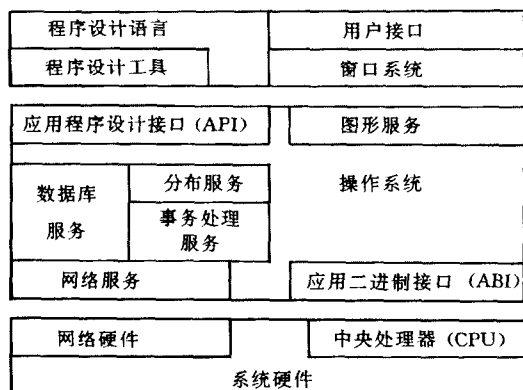 程序设计语言
用户接口
程序设计工具
窗口系统
应用程序设计接口 (API)
图形服务
数据库
服务
分布服务
事务处理
服务
操作系统
网络服务
应用二进制接口 (ABI)
网络硬件
中央处理器 (CPU)
系统硬件